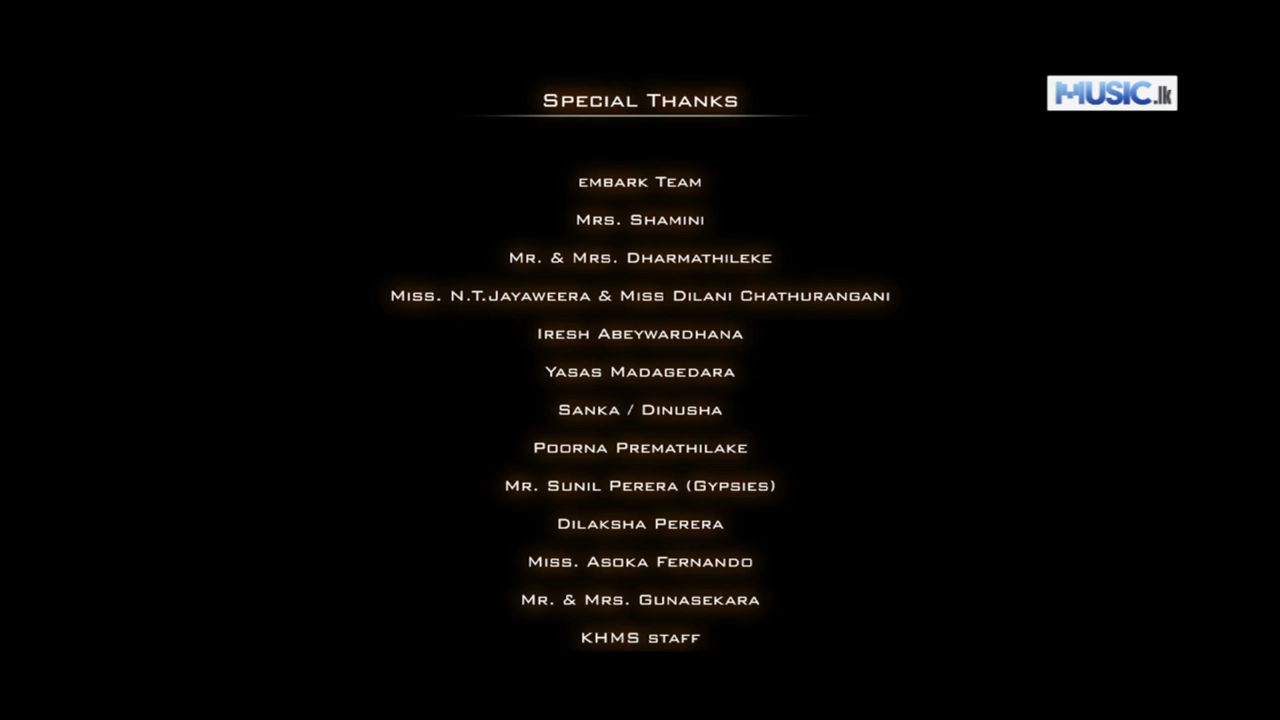 Special Thanks
MUSIC.lk
embark Team
Mrs. Shamini
Mr. & Mrs. Dharmathileke
Miss. N.T.Jayaweera & Miss Dilani Chathurangani
Iresh Abeywardhana
Yasas Madagedara
Sanka / Dinusha
Poorna Premathilake
Mr. Sunil Perera (Gypsies)
Dilaksha Perera
Miss. Asoka Fernando
Mr. & Mrs. Gunasekara
KHMS staff